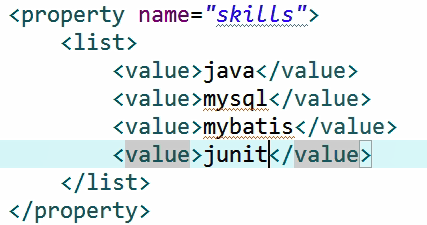 <property name="skills">
    <list>
        <value>java</value>
        <value>mysql</value>
        <value>mybatis</value>
        <value>junit</value>
    </list>
</property>